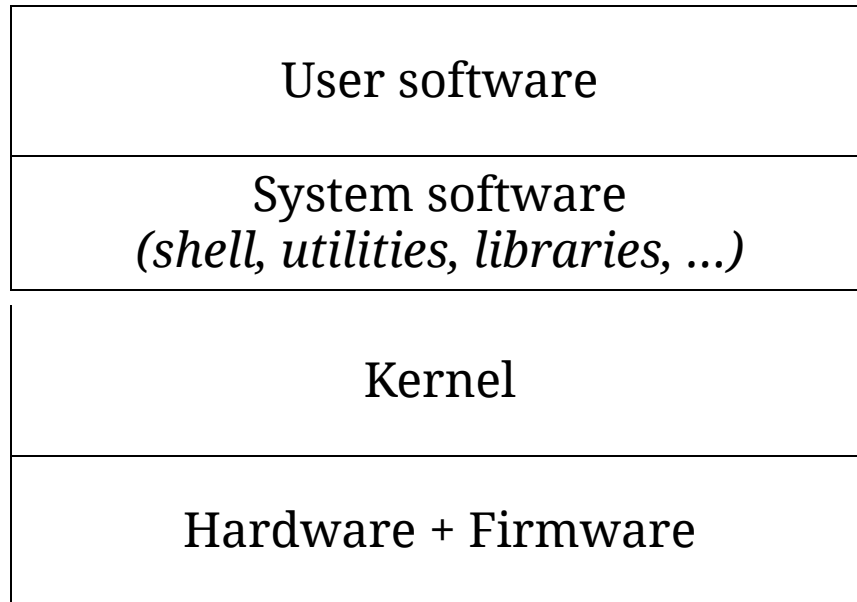 User software
System software
(shell, utilities, libraries, …)
Kernel
Hardware + Firmware